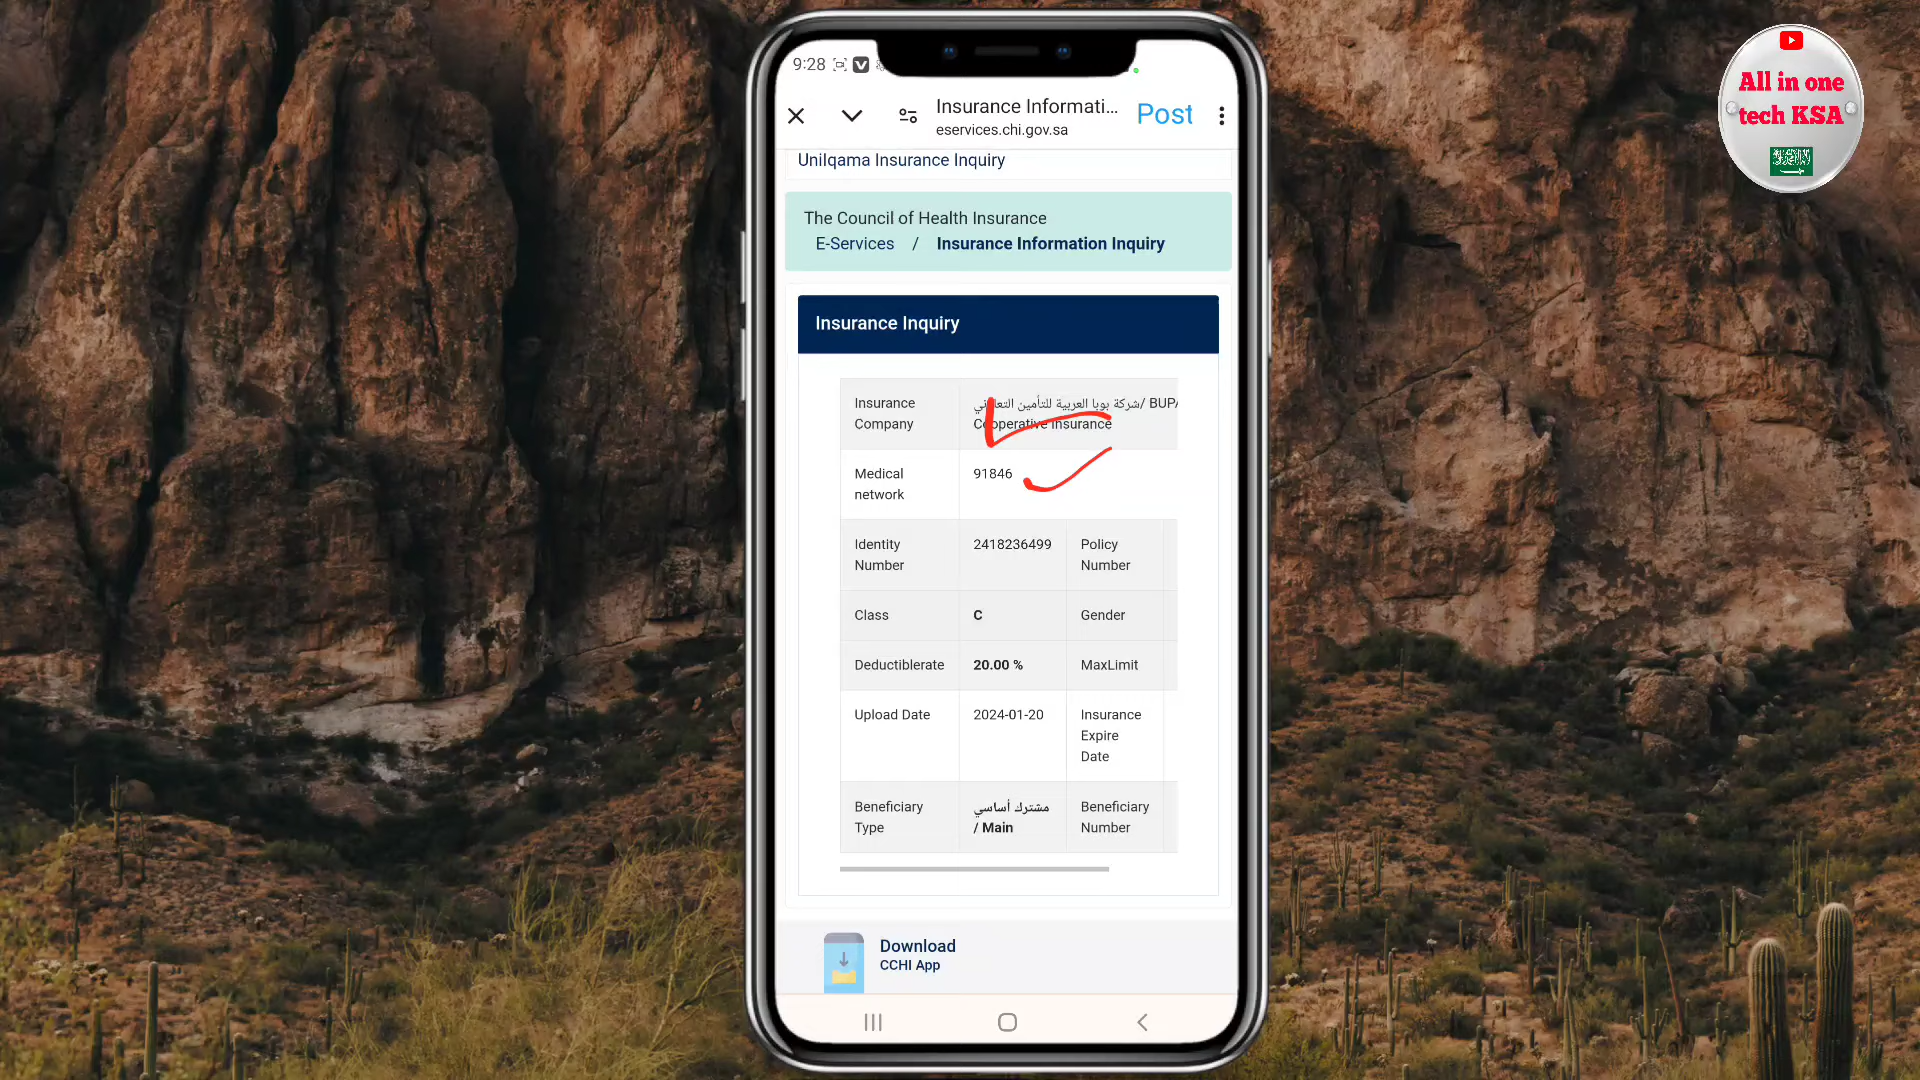 All in one
tech KSA
9:28
Insurance Informati...
eservices.chi.gov.sa
Post
UniIqama Insurance Inquiry
The Council of Health Insurance
E-Services / Insurance Information Inquiry
Insurance Inquiry
Insurance
Company
شركة بوبا العربية للتأمين التعاوني/ BUPA
Cooperative Insurance
Medical
network
91846
Identity
Number
2418236499
Policy
Number
Class
C
Gender
Deductiblerate
20.00 %
MaxLimit
Upload Date
2024-01-20
Insurance
Expire
Date
Beneficiary
Type
مشترك أساسي
/ Main
Beneficiary
Number
Download
CCHI App